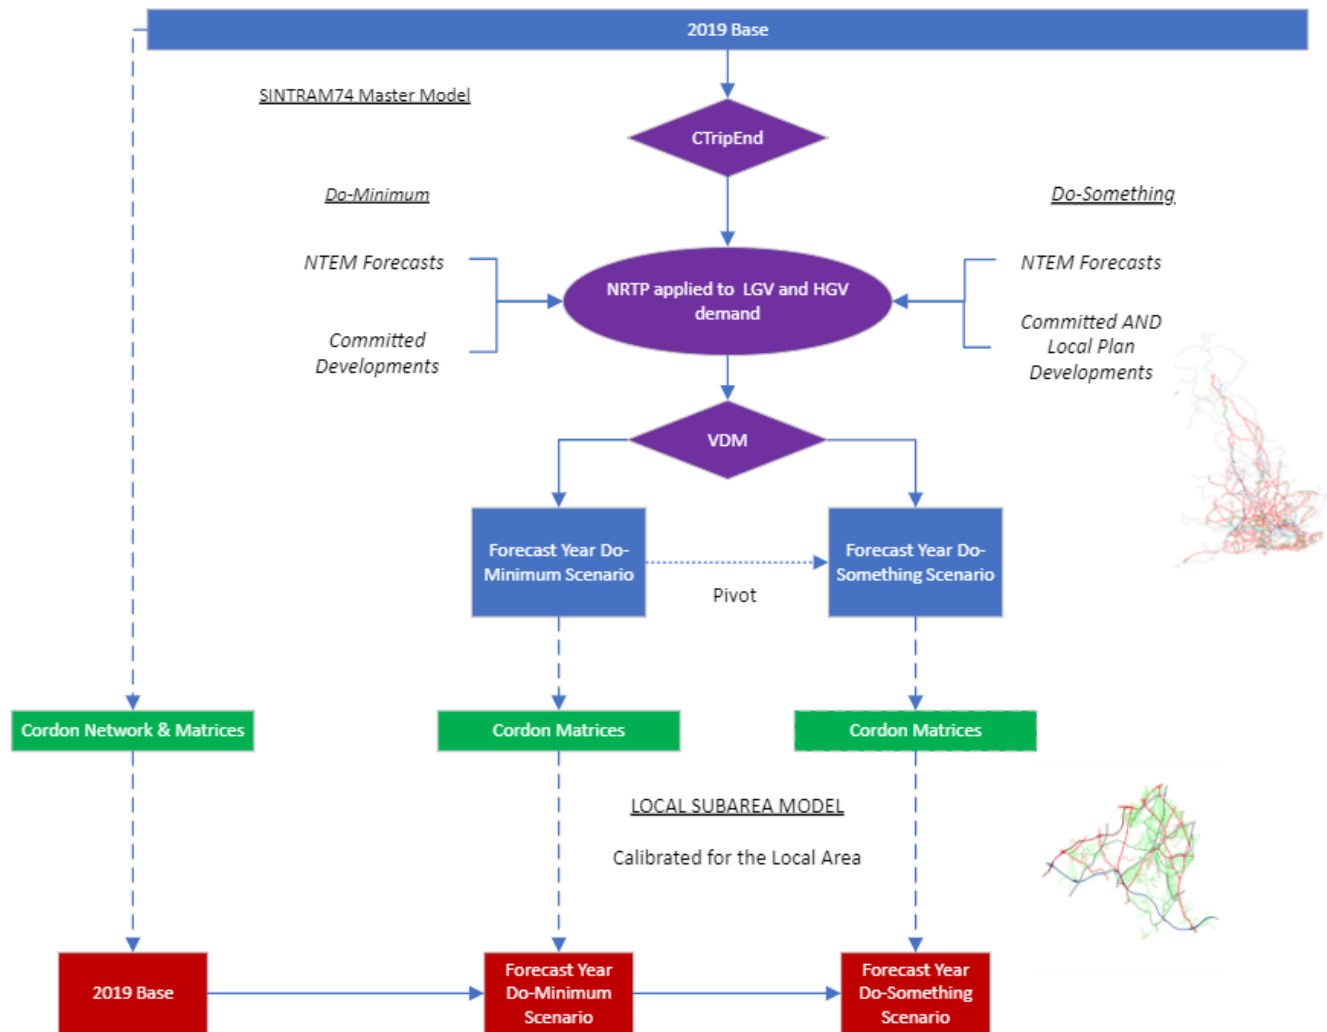 2019 Base
SINTRAM74 Master Model
CTripEnd
Do-Minimum
Do-Something
NTEM Forecasts
NTEM Forecasts
NRTP applied to LGV and HGV
demand
Committed
Developments
Committed AND
Local Plan
Developments
VDM
Forecast Year Do-
Minimum Scenario
Forecast Year Do-
Something Scenario
Pivot
Cordon Network & Matrices
Cordon Matrices
Cordon Matrices
LOCAL SUBAREA MODEL
Calibrated for the Local Area
2019 Base
Forecast Year
Do-Minimum
Scenario
Forecast Year
Do-Something
Scenario